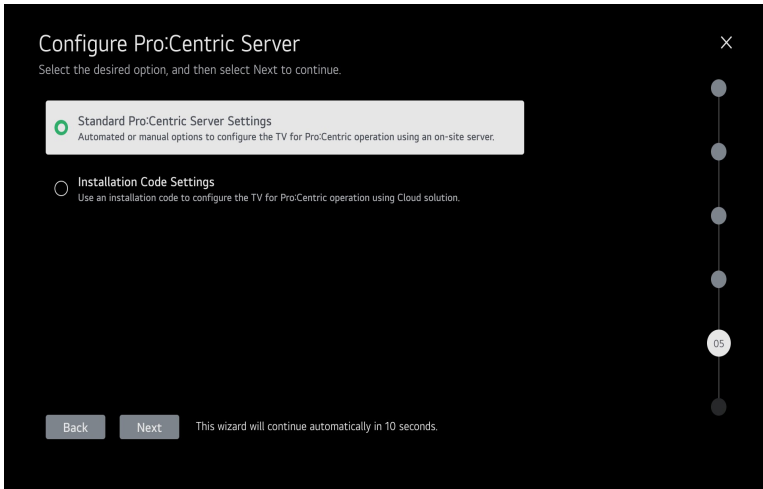 Configure Pro:Centric Server
Select the desired option, and then select Next to continue.
Standard Pro:Centric Server Settings
Automated or manual options to configure the TV for Pro:Centric operation using an on-site server.
Installation Code Settings
Use an installation code to configure the TV for Pro:Centric operation using Cloud solution.
05
Back Next This wizard will continue automatically in 10 seconds.